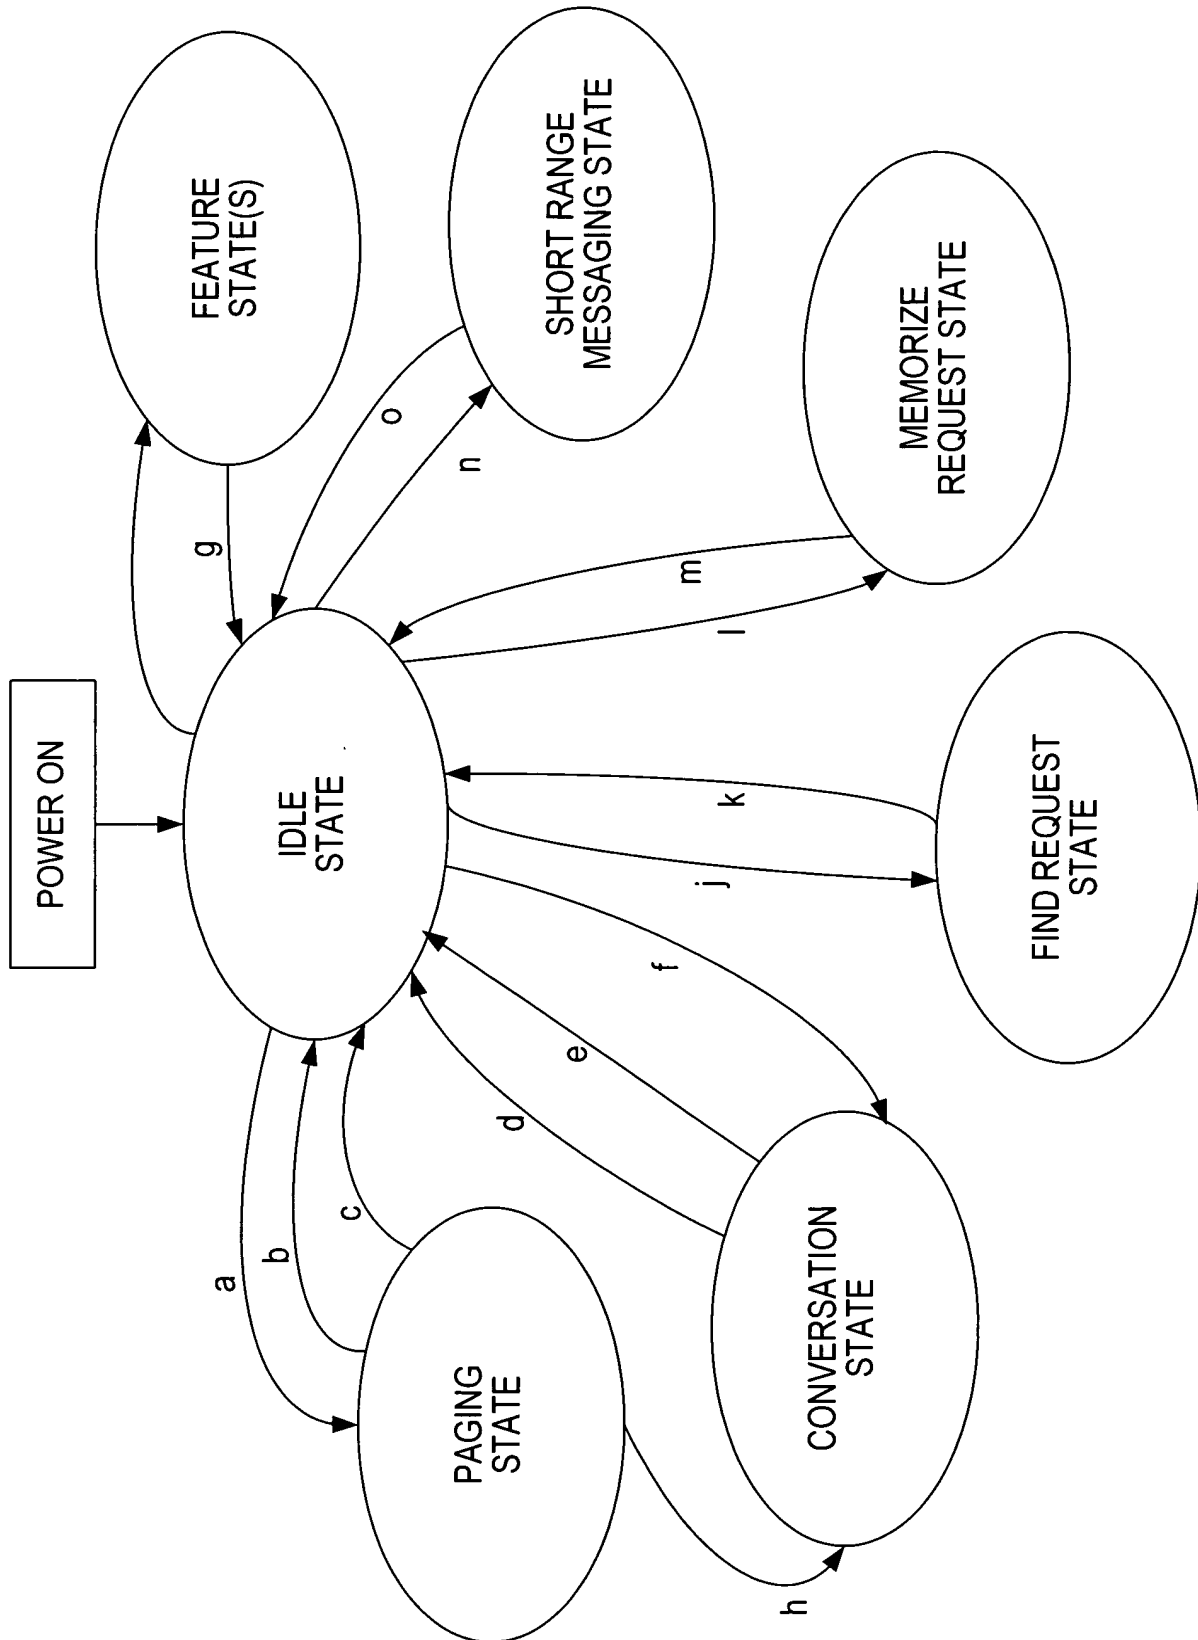 POWER ON
IDLE
STATE
FEATURE
STATE(S)
SHORT RANGE
MESSAGING STATE
MEMORIZE
REQUEST STATE
FIND REQUEST
STATE
CONVERSATION
STATE
PAGING
STATE
a
b
c
d
e
f
g
h
j
k
l
m
n
o